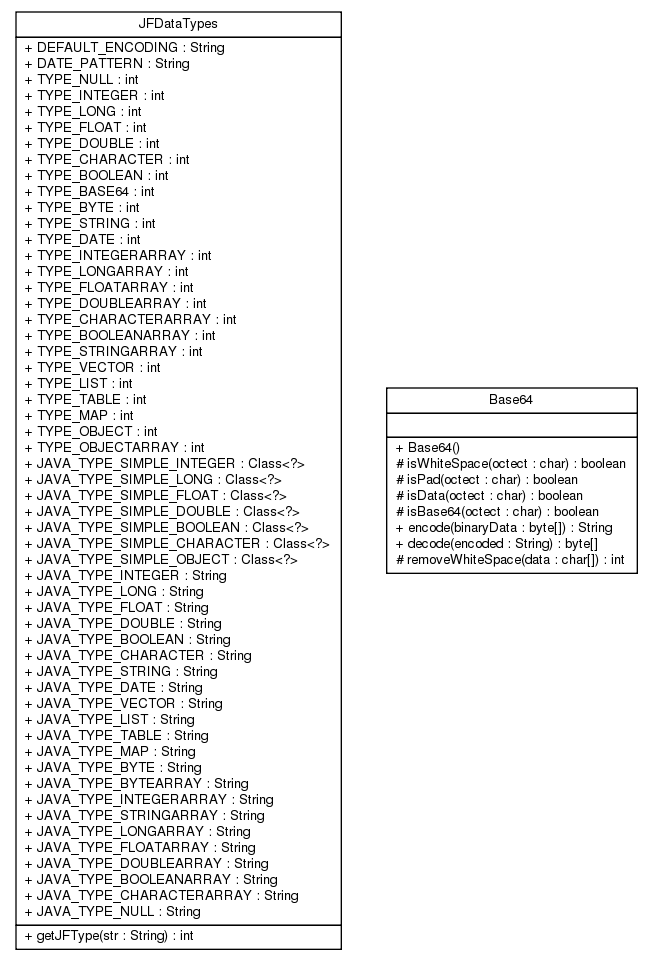 JFDataTypes
+ DEFAULT_ENCODING : String
+ DATE_PATTERN : String
+ TYPE_NULL : int
+ TYPE_INTEGER : int
+ TYPE_LONG : int
+ TYPE_FLOAT : int
+ TYPE_DOUBLE : int
+ TYPE_CHARACTER : int
+ TYPE_BOOLEAN : int
+ TYPE_BASE64 : int
+ TYPE_BYTE : int
+ TYPE_STRING : int
+ TYPE_DATE : int
+ TYPE_INTEGERARRAY : int
+ TYPE_LONGARRAY : int
+ TYPE_FLOATARRAY : int
+ TYPE_DOUBLEARRAY : int
+ TYPE_CHARACTERARRAY : int
+ TYPE_BOOLEANARRAY : int
+ TYPE_STRINGARRAY : int
+ TYPE_VECTOR : int
+ TYPE_LIST : int
+ TYPE_TABLE : int
+ TYPE_MAP : int
+ TYPE_OBJECT : int
+ TYPE_OBJECTARRAY : int
+ JAVA_TYPE_SIMPLE_INTEGER : Class<?>
+ JAVA_TYPE_SIMPLE_LONG : Class<?>
+ JAVA_TYPE_SIMPLE_FLOAT : Class<?>
+ JAVA_TYPE_SIMPLE_DOUBLE : Class<?>
+ JAVA_TYPE_SIMPLE_BOOLEAN : Class<?>
+ JAVA_TYPE_SIMPLE_CHARACTER : Class<?>
+ JAVA_TYPE_SIMPLE_OBJECT : Class<?>
+ JAVA_TYPE_INTEGER : String
+ JAVA_TYPE_LONG : String
+ JAVA_TYPE_FLOAT : String
+ JAVA_TYPE_DOUBLE : String
+ JAVA_TYPE_BOOLEAN : String
+ JAVA_TYPE_CHARACTER : String
+ JAVA_TYPE_STRING : String
+ JAVA_TYPE_DATE : String
+ JAVA_TYPE_VECTOR : String
+ JAVA_TYPE_LIST : String
+ JAVA_TYPE_TABLE : String
+ JAVA_TYPE_MAP : String
+ JAVA_TYPE_BYTE : String
+ JAVA_TYPE_BYTEARRAY : String
+ JAVA_TYPE_INTEGERARRAY : String
+ JAVA_TYPE_STRINGARRAY : String
+ JAVA_TYPE_LONGARRAY : String
+ JAVA_TYPE_FLOATARRAY : String
+ JAVA_TYPE_DOUBLEARRAY : String
+ JAVA_TYPE_BOOLEANARRAY : String
+ JAVA_TYPE_CHARACTERARRAY : String
+ JAVA_TYPE_NULL : String
+ getJFType(str : String) : int
Base64
+ Base64()
# isWhiteSpace(octect : char) : boolean
# isPad(octect : char) : boolean
# isData(octect : char) : boolean
# isBase64(octect : char) : boolean
+ encode(binaryData : byte[]) : String
+ decode(encoded : String) : byte[]
# removeWhiteSpace(data : char[]) : int